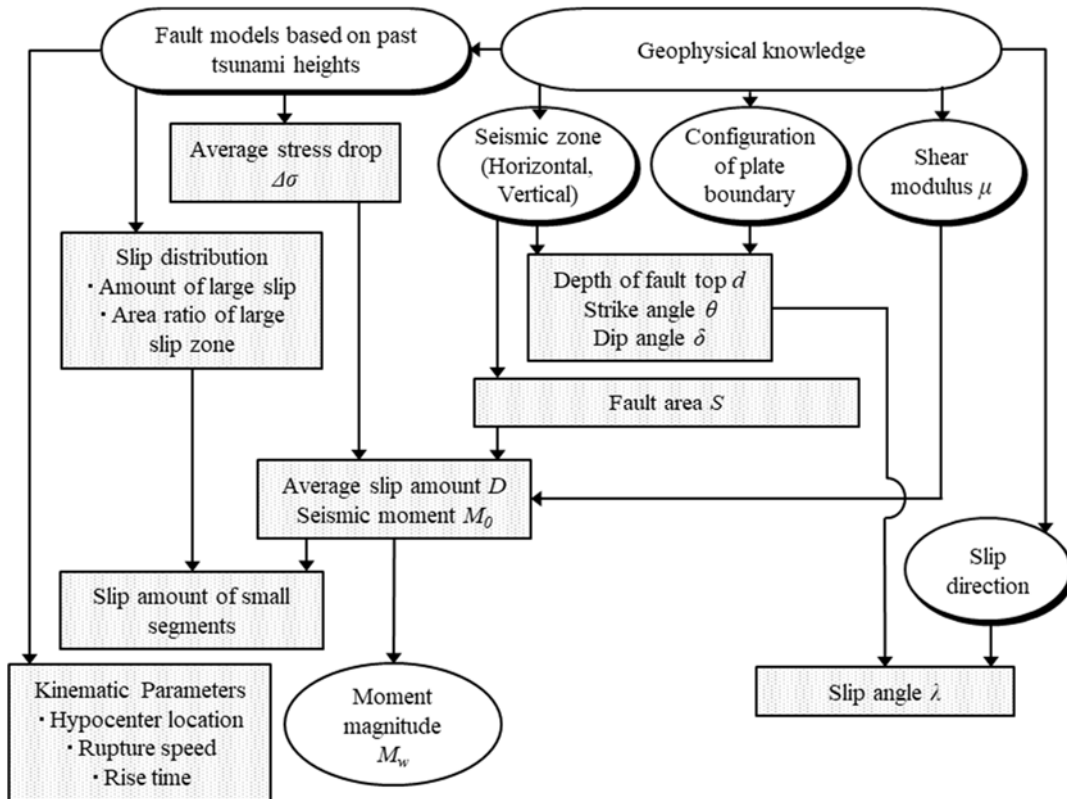 Fault models based on past
tsunami heights
Geophysical knowledge
Average stress drop
Δσ
Seismic zone
(Horizontal,
Vertical)
Configuration
of plate
boundary
Shear
modulus μ
Slip distribution
・Amount of large slip
・Area ratio of large
slip zone
Depth of fault top d
Strike angle θ
Dip angle δ
Fault area S
Average slip amount D
Seismic moment M₀
Slip direction
Slip amount of small
segments
Kinematic Parameters
・Hypocenter location
・Rupture speed
・Rise time
Moment
magnitude
M_w
Slip angle λ